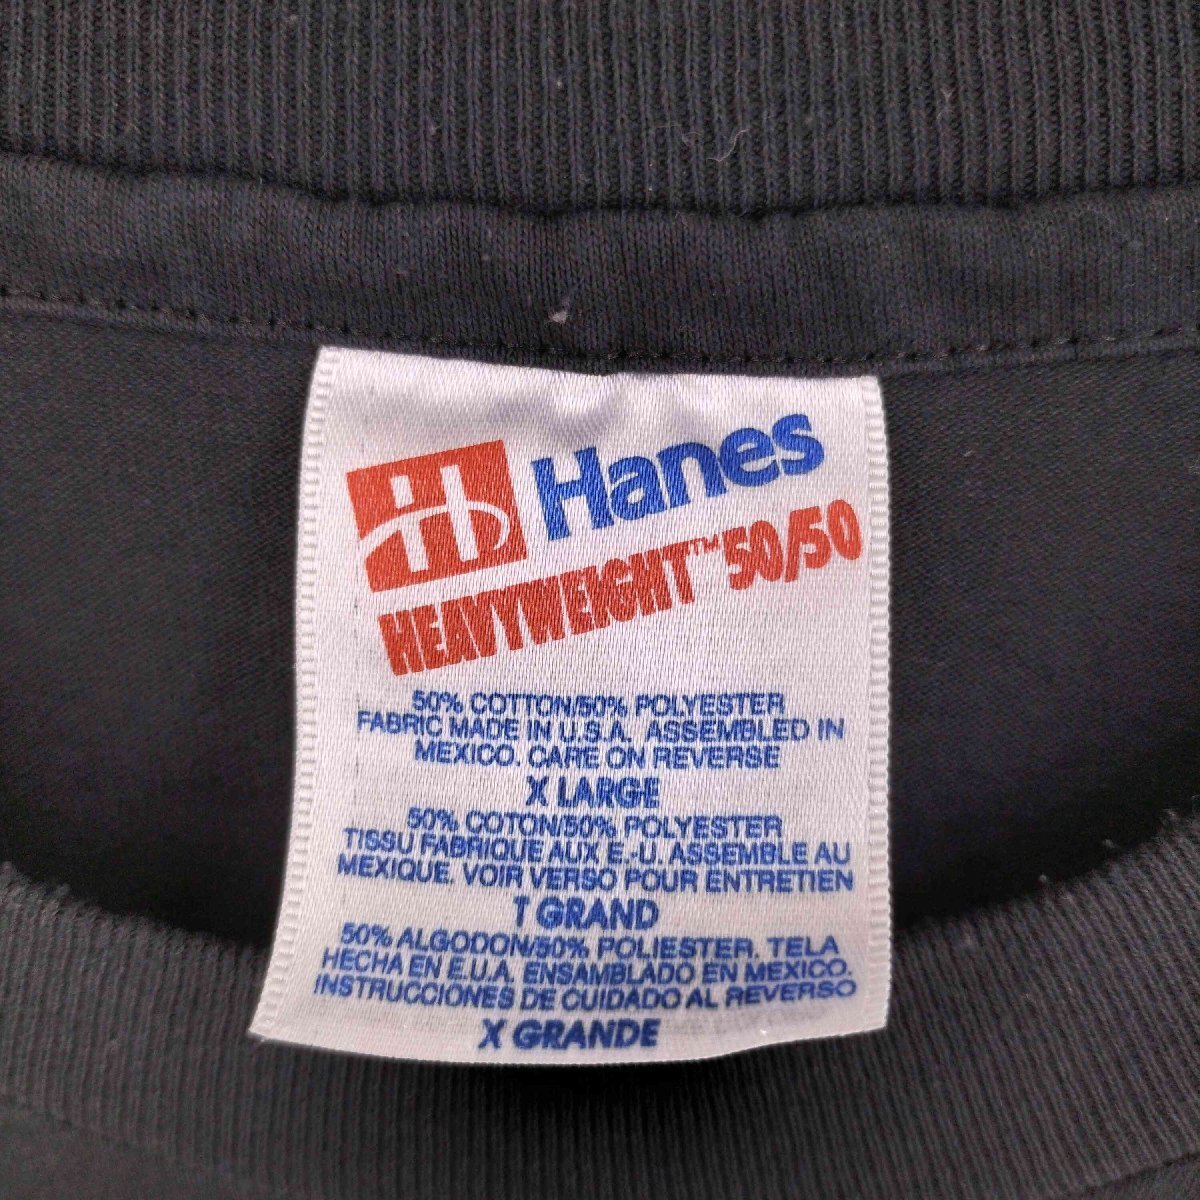 Hanes
HEAVYWEIGHT™ 50/50
50% COTTON/50% POLYESTER
FABRIC MADE IN U.S.A. ASSEMBLED IN
MEXICO. CARE ON REVERSE
X LARGE
50% COTON/50% POLYESTER
TISSU FABRIQUE AUX E.-U. ASSEMBLE AU
MEXIQUE. VOIR VERSO POUR ENTRETIEN
T GRAND
50% ALGODON/50% POLIESTER. TELA
HECHA EN E.U.A. ENSAMBLADO EN MEXICO.
INSTRUCCIONES DE CUIDADO AL REVERSO
X GRANDE